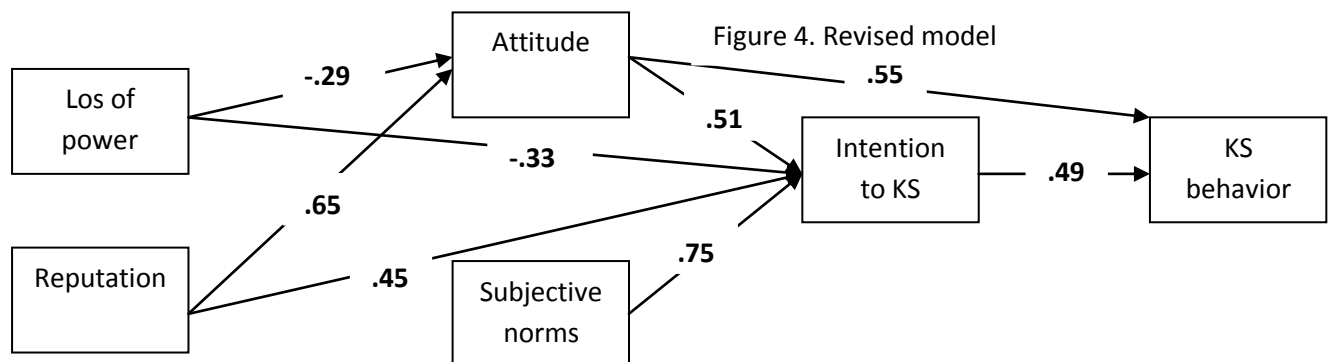 Figure 4. Revised model
Attitude
Los of
power
-.29
.55
.51
-.33
Intention
to KS
.49
KS
behavior
.65
Reputation
.45
.75
Subjective
norms